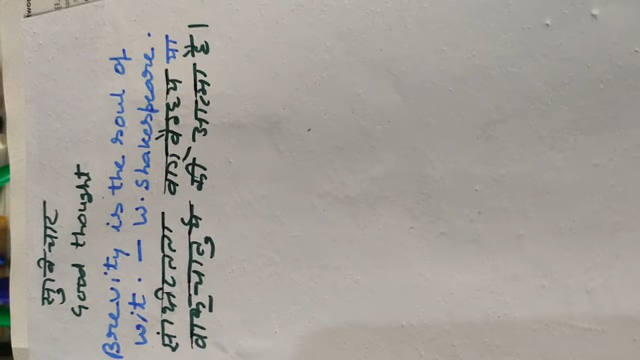 सुविचार
Good thought
Brevity is the soul of
wit. – W. Shakespeare.
संक्षिप्तता वाग्वैदग्ध्य या
वाक्-चातुर्य की आत्मा है।